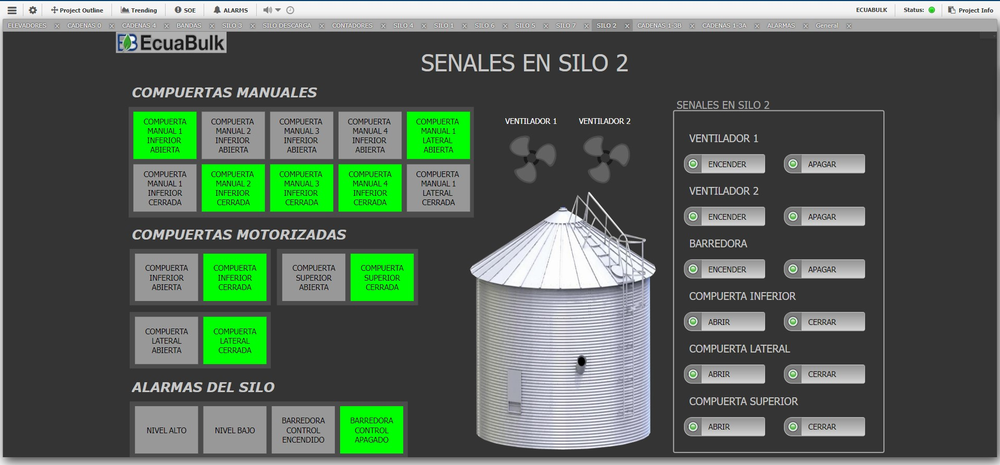 Project Outline
Trending
SOE
ALARMS
ECUABULK
Status:
Project Info
ELEVADORES x CADENAS 0 x CADENAS 4 x BANDAS x SILO 3 x SILO DESCARGA x CONTADORES x SILO 4 x SILO 1 x SILO 6 x SILO 5 x SILO 7 x SILO 2 x CADENAS 1-3B x CADENAS 1-3A x ALARMAS x General x
EB EcuaBulk
SENALES EN SILO 2
COMPUERTAS MANUALES
COMPUERTA
MANUAL 1
INFERIOR
ABIERTA
COMPUERTA
MANUAL 2
INFERIOR
ABIERTA
COMPUERTA
MANUAL 3
INFERIOR
ABIERTA
COMPUERTA
MANUAL 4
INFERIOR
ABIERTA
COMPUERTA
MANUAL 1
LATERAL
ABIERTA
COMPUERTA
MANUAL 1
INFERIOR
CERRADA
COMPUERTA
MANUAL 2
INFERIOR
CERRADA
COMPUERTA
MANUAL 3
INFERIOR
CERRADA
COMPUERTA
MANUAL 4
INFERIOR
CERRADA
COMPUERTA
MANUAL 1
LATERAL
CERRADA
COMPUERTAS MOTORIZADAS
COMPUERTA
INFERIOR
ABIERTA
COMPUERTA
INFERIOR
CERRADA
COMPUERTA
SUPERIOR
ABIERTA
COMPUERTA
SUPERIOR
CERRADA
COMPUERTA
LATERAL
ABIERTA
COMPUERTA
LATERAL
CERRADA
ALARMAS DEL SILO
NIVEL ALTO
NIVEL BAJO
BARREDORA
CONTROL
ENCENDIDO
BARREDORA
CONTROL
APAGADO
VENTILADOR 1
VENTILADOR 2
SENALES EN SILO 2
VENTILADOR 1
ENCENDER
APAGAR
VENTILADOR 2
ENCENDER
APAGAR
BARREDORA
ENCENDER
APAGAR
COMPUERTA INFERIOR
ABRIR
CERRAR
COMPUERTA LATERAL
ABRIR
CERRAR
COMPUERTA SUPERIOR
ABRIR
CERRAR